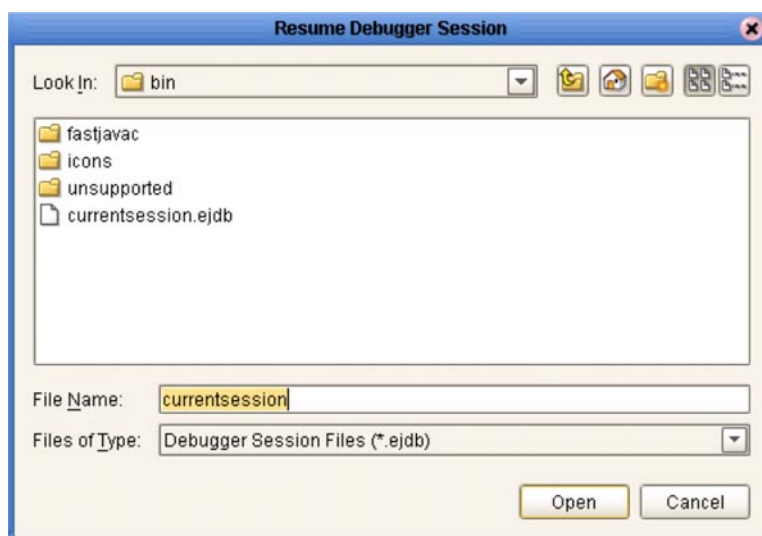 Resume Debugger Session
Look In: bin
fastjavac
icons
unsupported
currentsession.ejdb
File Name: currentsession
Files of Type: Debugger Session Files (*.ejdb)
Open Cancel